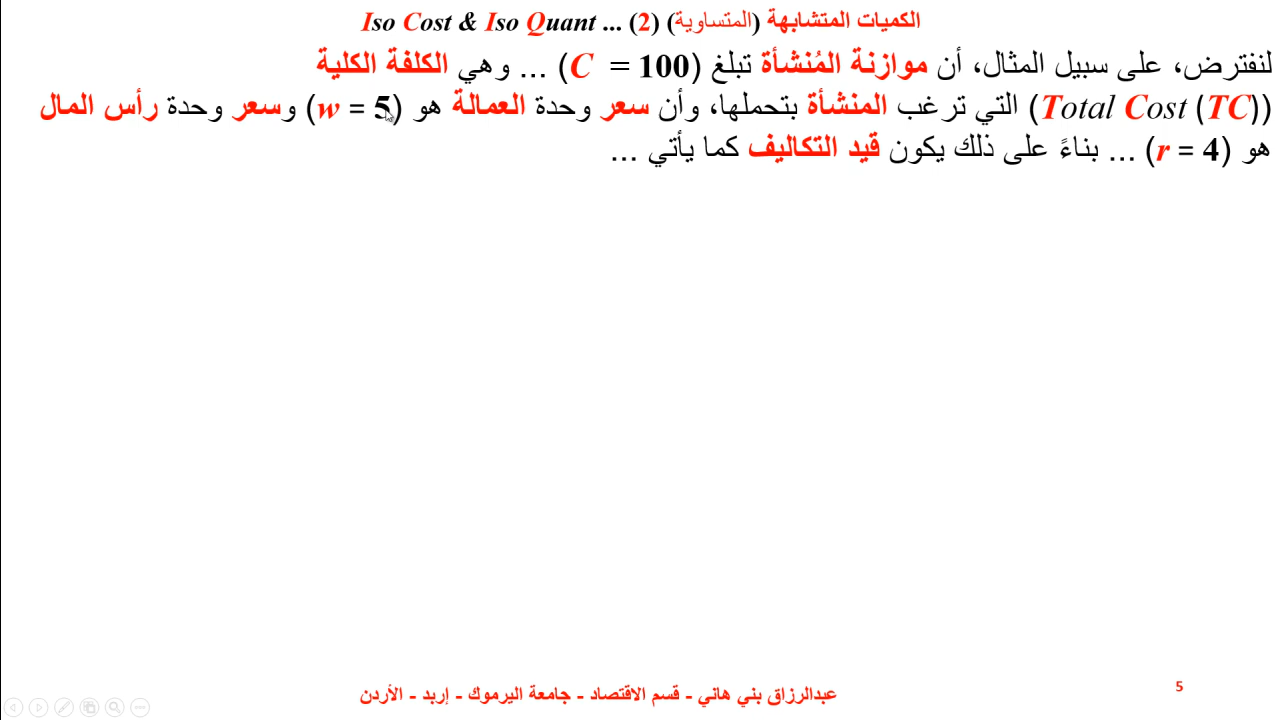 الكميات المتشابهة (المتساوية) (2) ... Iso Cost & Iso Quant
لنفترض، على سبيل المثال، أن موازنة المُنشأة تبلغ (C = 100) ... وهي الكلفة الكلية
(Total Cost (TC)) التي ترغب المنشأة بتحملها، وأن سعر وحدة العمالة هو (w = 5) وسعر وحدة رأس المال
هو (r = 4) ... بناءً على ذلك يكون قيد التكاليف كما يأتي ...
عبدالرزاق بني هاني - قسم الاقتصاد - جامعة اليرموك - إربد - الأردن
5